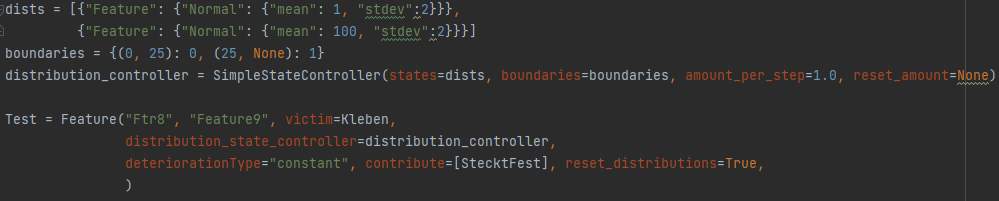 dists = [{"Feature": {"Normal": {"mean": 1, "stdev":2}}},
{"Feature": {"Normal": {"mean": 100, "stdev":2}}}]
boundaries = {(0, 25): 0, (25, None): 1}
distribution_controller = SimpleStateController(states=dists, boundaries=boundaries, amount_per_step=1.0, reset_amount=None)
Test = Feature("Ftr8", "Feature9", victim=Kleben,
distribution_state_controller=distribution_controller,
deteriorationType="constant", contribute=[StecktFest], reset_distributions=True,
)